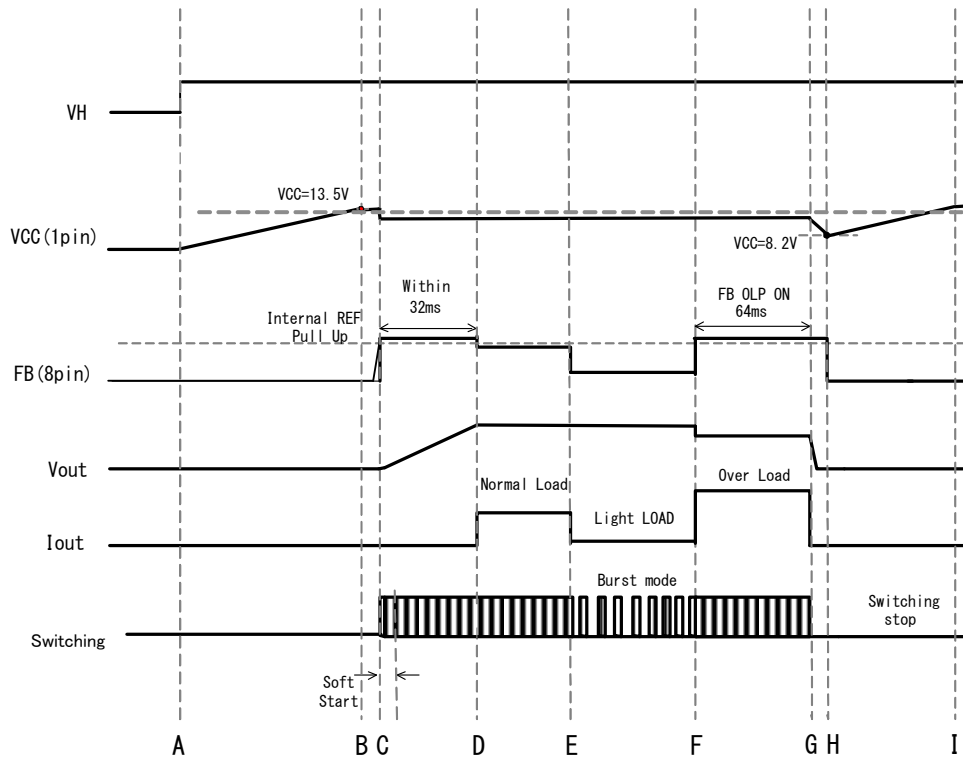 VH
VCC=13.5V
VCC(1pin)
VCC=8.2V
Within
32ms
FB OLP ON
64ms
Internal REF
Pull Up
FB(8pin)
Vout
Normal Load
Over Load
Light LOAD
Iout
Burst mode
Switching
stop
Switching
Soft
Start
A B C D E F G H I